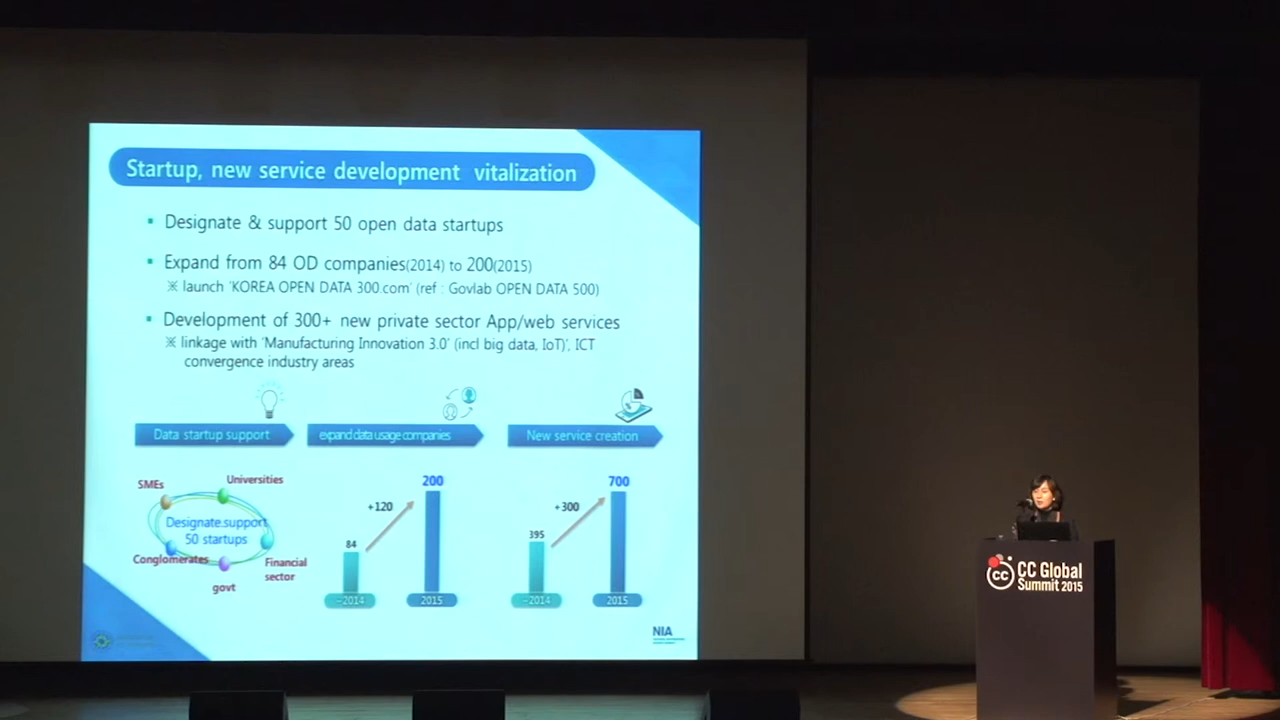 Startup, new service development vitalization
▪ Designate & support 50 open data startups
▪ Expand from 84 OD companies(2014) to 200(2015)
※ launch 'KOREA OPEN DATA 300.com' (ref : Govlab OPEN DATA 500)
▪ Development of 300+ new private sector App/web services
※ linkage with 'Manufacturing Innovation 3.0' (incl big data, IoT)', ICT
convergence industry areas
Data startup support
expand data usage companies
New service creation
SMEs
Universities
Designate.support
50 startups
Conglomerates
Financial
sector
govt
84
+120
200
~2014
2015
395
+300
700
~2014
2015
NIA
CC Global
Summit 2015
cc